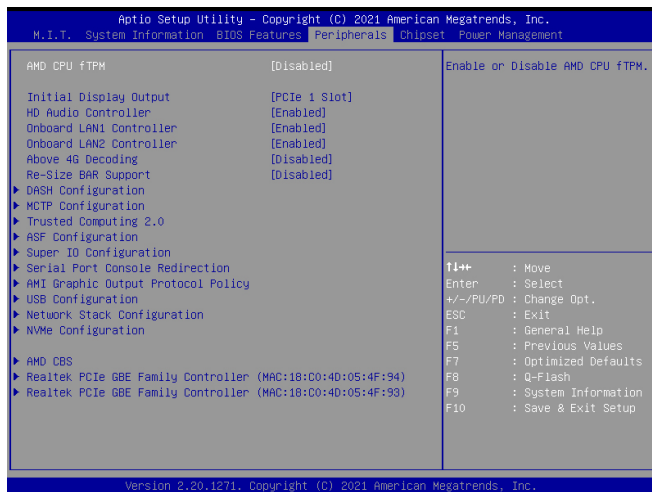 Aptio Setup Utility – Copyright (C) 2021 American Megatrends, Inc.
M.I.T. System Information BIOS Features Peripherals Chipset Power Management
AMD CPU fTPM [Disabled]
Enable or Disable AMD CPU fTPM.
Initial Display Output [PCIe 1 Slot]
HD Audio Controller [Enabled]
Onboard LAN1 Controller [Enabled]
Onboard LAN2 Controller [Enabled]
Above 4G Decoding [Disabled]
Re-Size BAR Support [Disabled]
DASH Configuration
MCTP Configuration
Trusted Computing 2.0
ASF Configuration
Super IO Configuration
Serial Port Console Redirection
AMI Graphic Output Protocol Policy
USB Configuration
Network Stack Configuration
NVMe Configuration
AMD CBS
Realtek PCIe GBE Family Controller (MAC:18:C0:4D:05:4F:94)
Realtek PCIe GBE Family Controller (MAC:18:C0:4D:05:4F:93)
↑↓→← : Move
Enter : Select
+/-/PU/PD : Change Opt.
ESC : Exit
F1 : General Help
F5 : Previous Values
F7 : Optimized Defaults
F8 : Q-Flash
F9 : System Information
F10 : Save & Exit Setup
Version 2.20.1271. Copyright (C) 2021 American Megatrends, Inc.